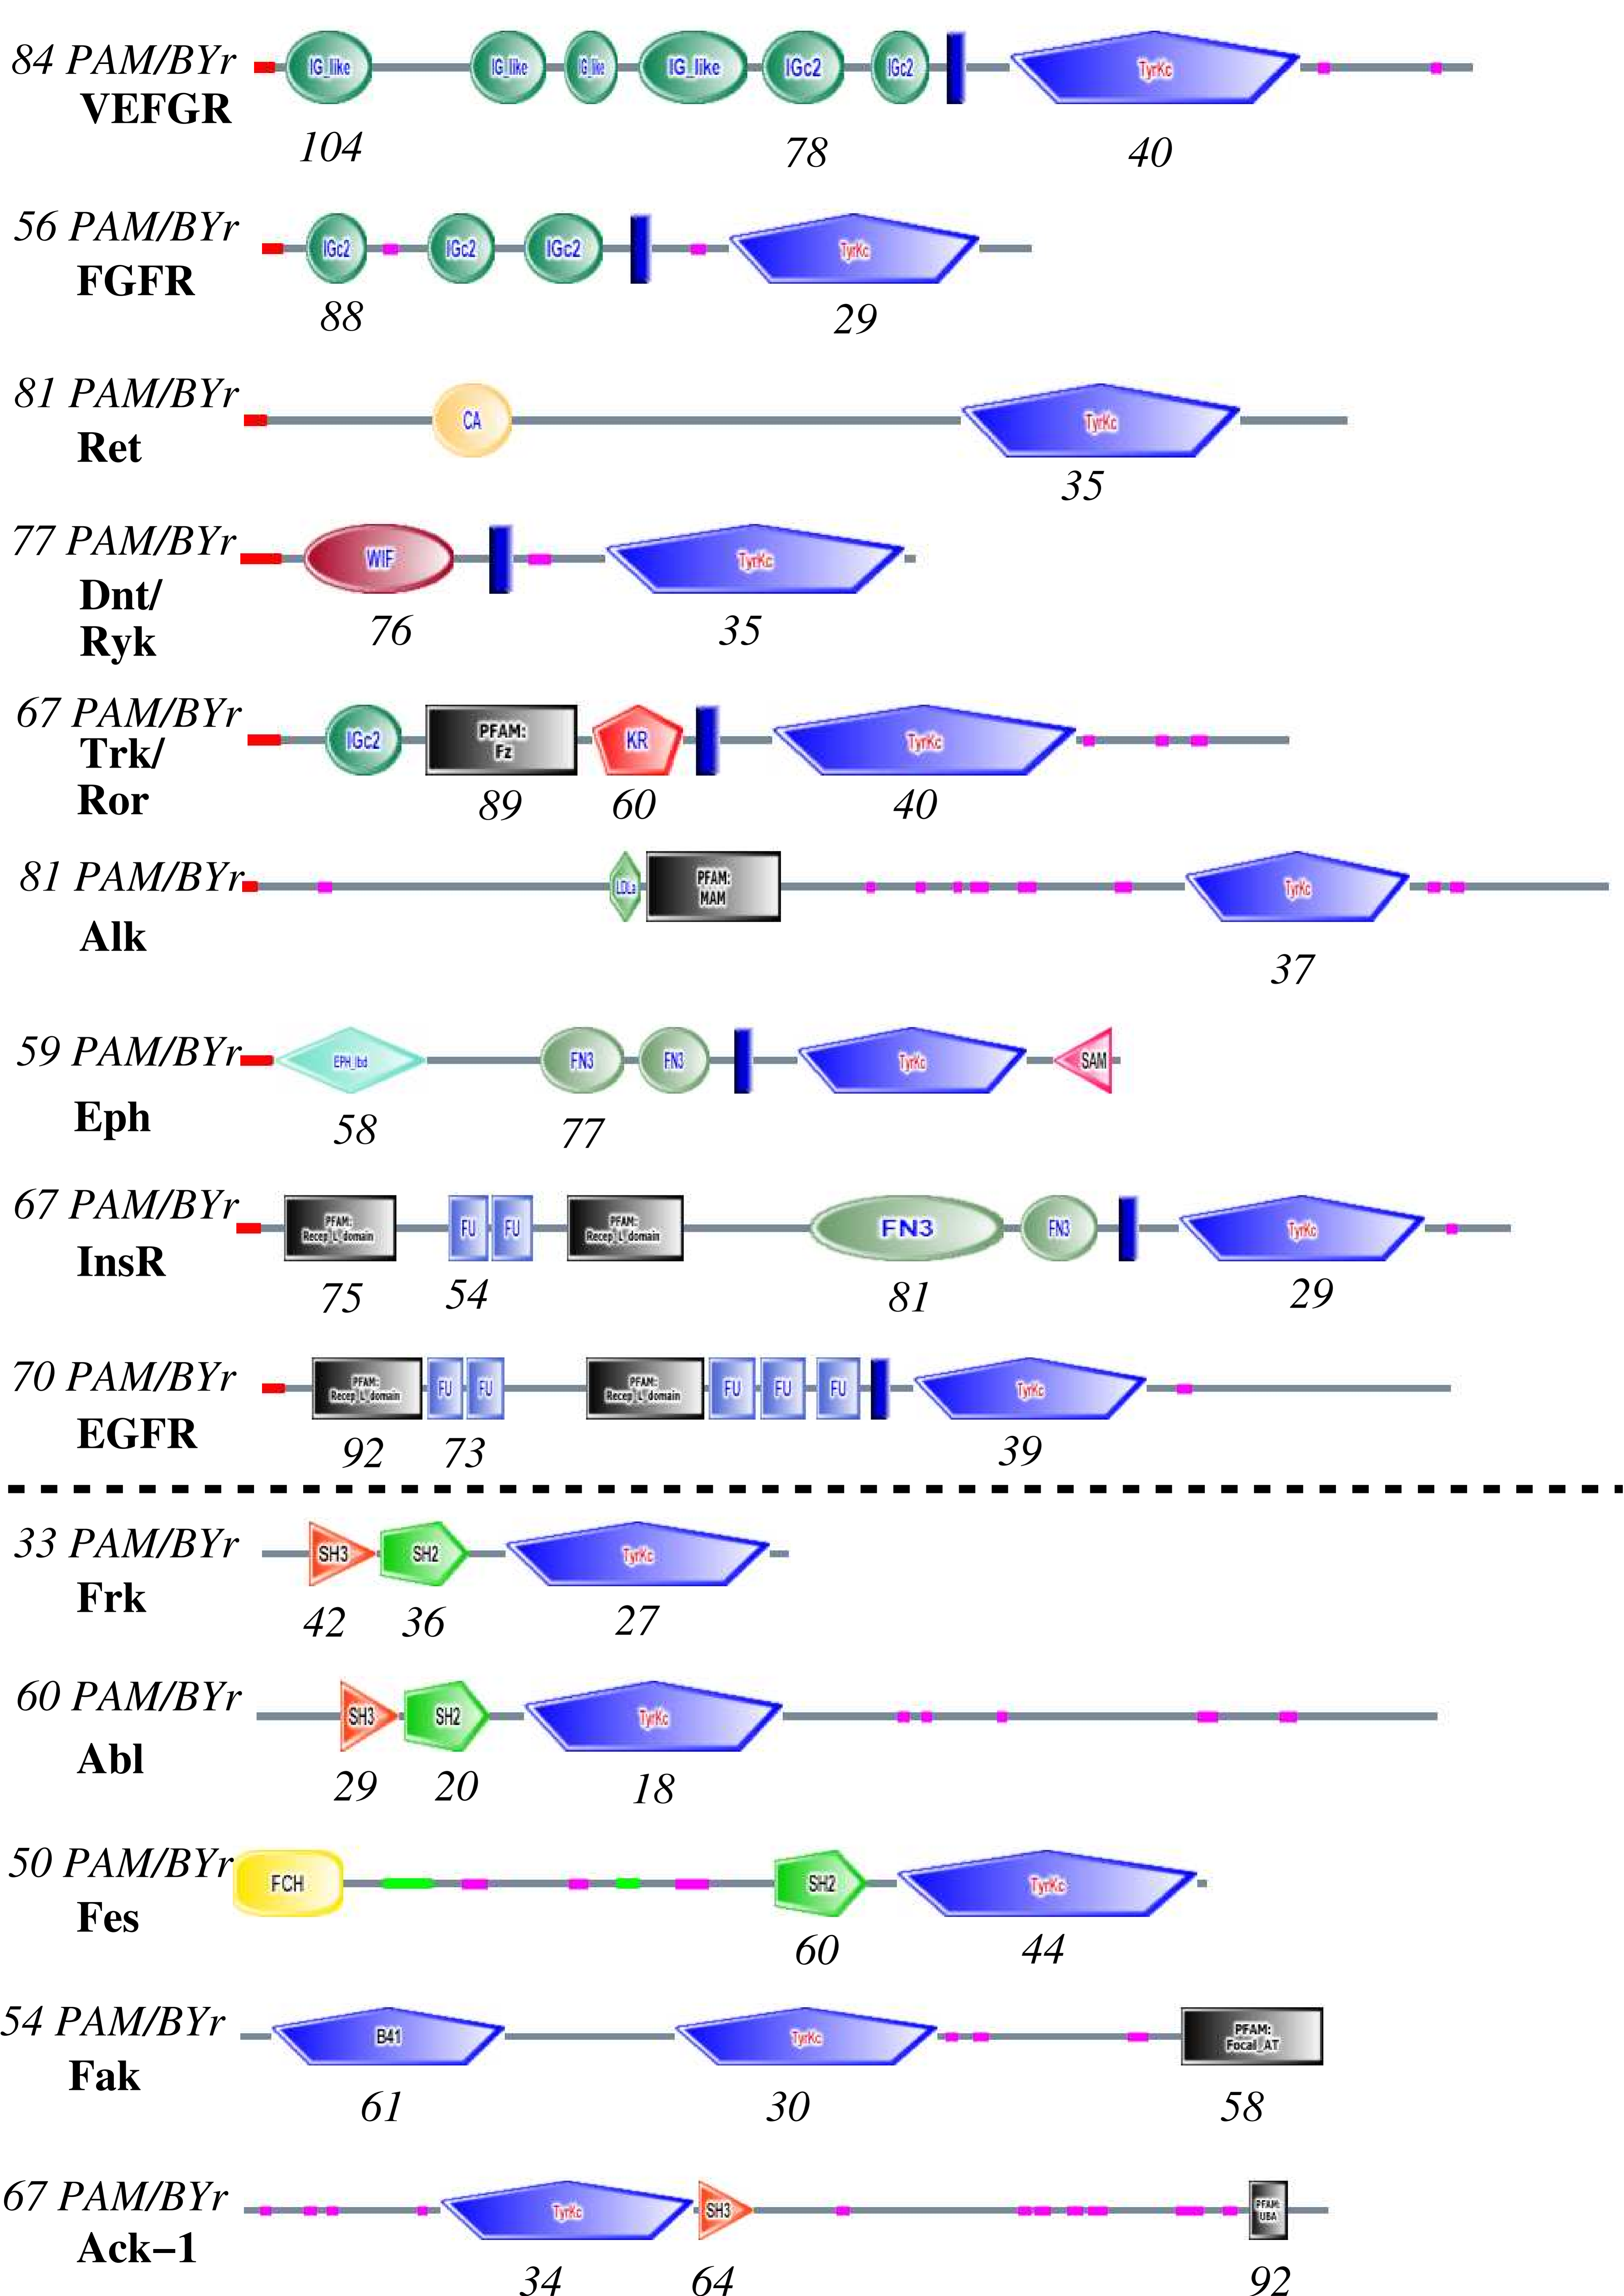 84 PAM/BYr
VEFGR
IG_like IG_like IG_like IG_like IGc2 IGc2 TyrKc
104 78 40
56 PAM/BYr
FGFR
IGc2 IGc2 IGc2 TyrKc
88 29
81 PAM/BYr
Ret
CA TyrKc
35
77 PAM/BYr
Dnt/
Ryk
WIF TyrKc
76 35
67 PAM/BYr
Trk/
Ror
IGc2 PFAM: Fz KR TyrKc
89 60 40
81 PAM/BYr
Alk
LDLa PFAM: MAM TyrKc
37
59 PAM/BYr
Eph
EPH_lbd FN3 FN3 TyrKc SAM
58 77
67 PAM/BYr
InsR
PFAM: Recep_L_domain FU FU PFAM: Recep_L_domain FN3 FN3 TyrKc
75 54 81 29
70 PAM/BYr
EGFR
PFAM: Recep_L_domain FU FU PFAM: Recep_L_domain FU FU FU TyrKc
92 73 39
33 PAM/BYr
Frk
SH3 SH2 TyrKc
42 36 27
60 PAM/BYr
Abl
SH3 SH2 TyrKc
29 20 18
50 PAM/BYr
Fes
FCH SH2 TyrKc
60 44
54 PAM/BYr
Fak
B41 TyrKc PFAM: Focal_AT
61 30 58
67 PAM/BYr
Ack−1
TyrKc SH3 PFAM: UBA
34 64 92